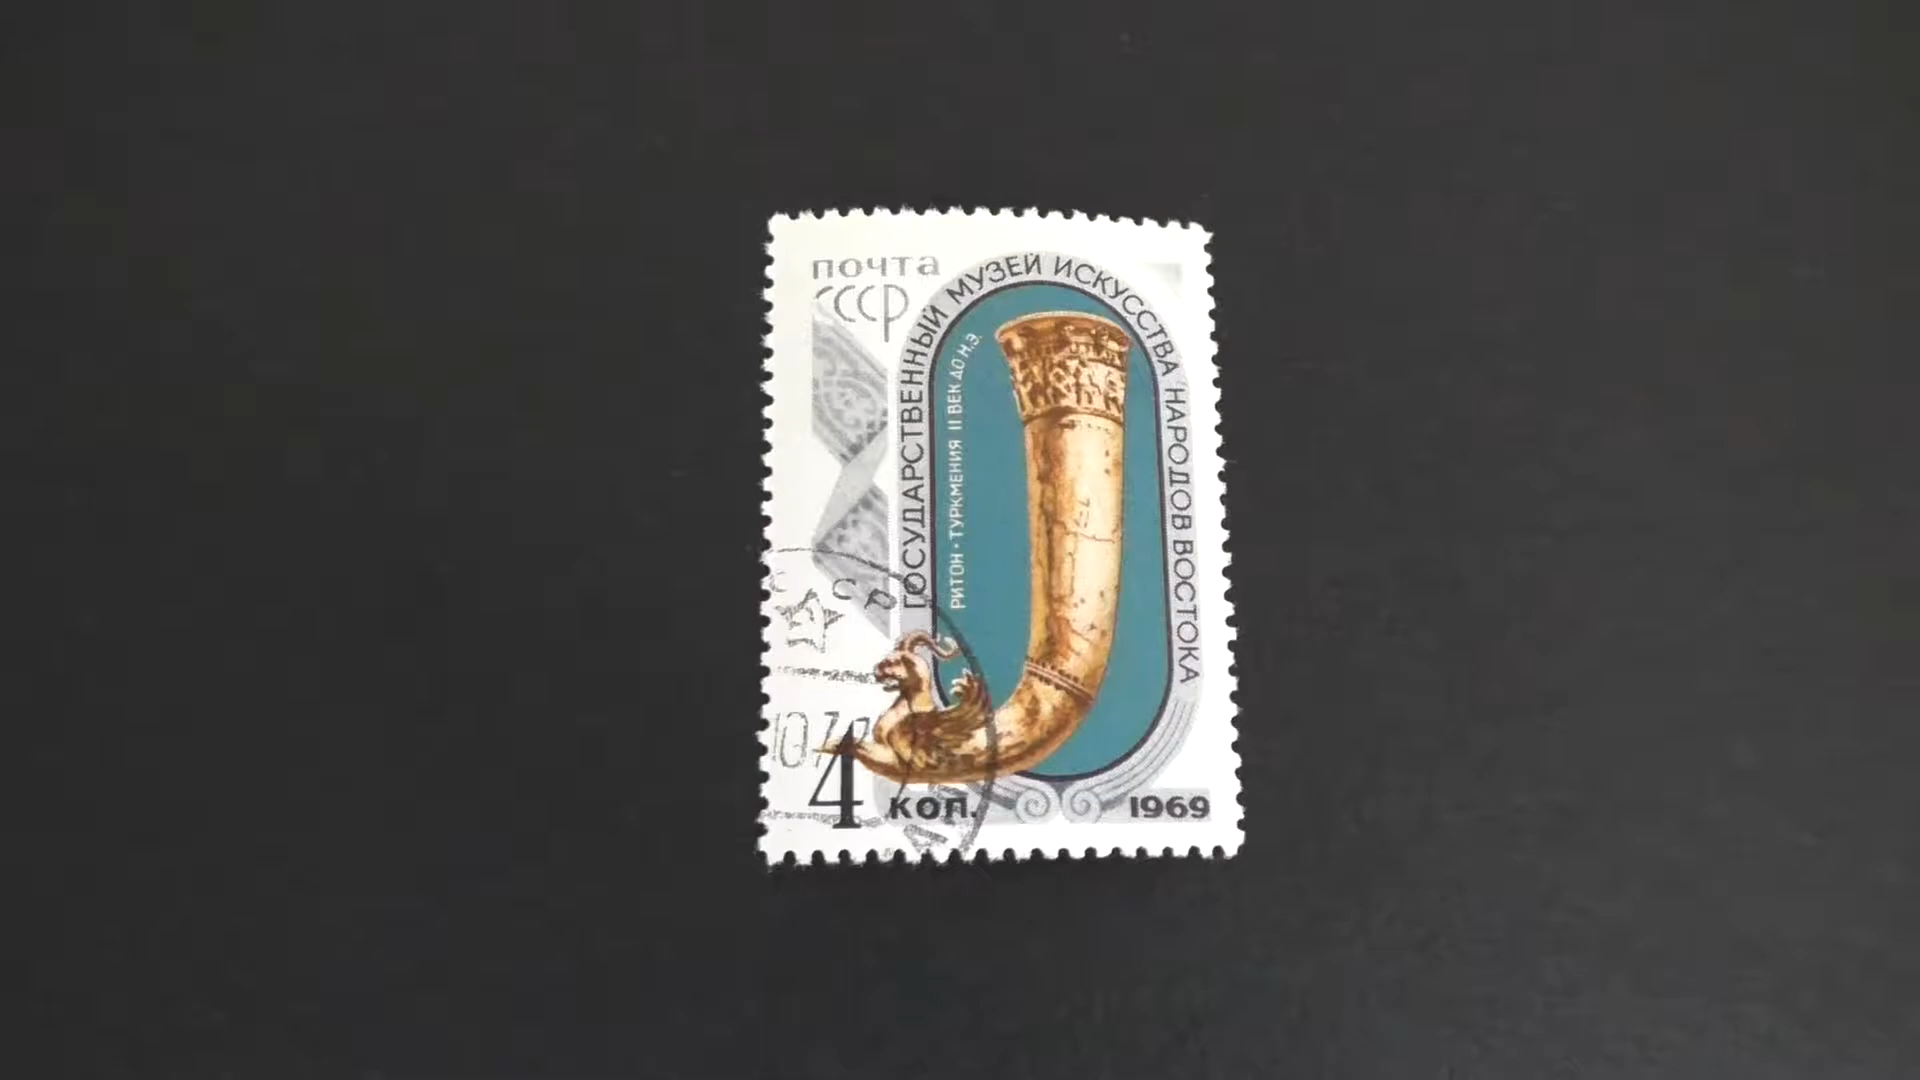 почта
СССР
ГОСУДАРСТВЕННЫЙ МУЗЕЙ ИСКУССТВА НАРОДОВ ВОСТОКА
РИТОН · ТУРКМЕНИЯ II ВЕК ДО Н.Э.
4 коп.
1969